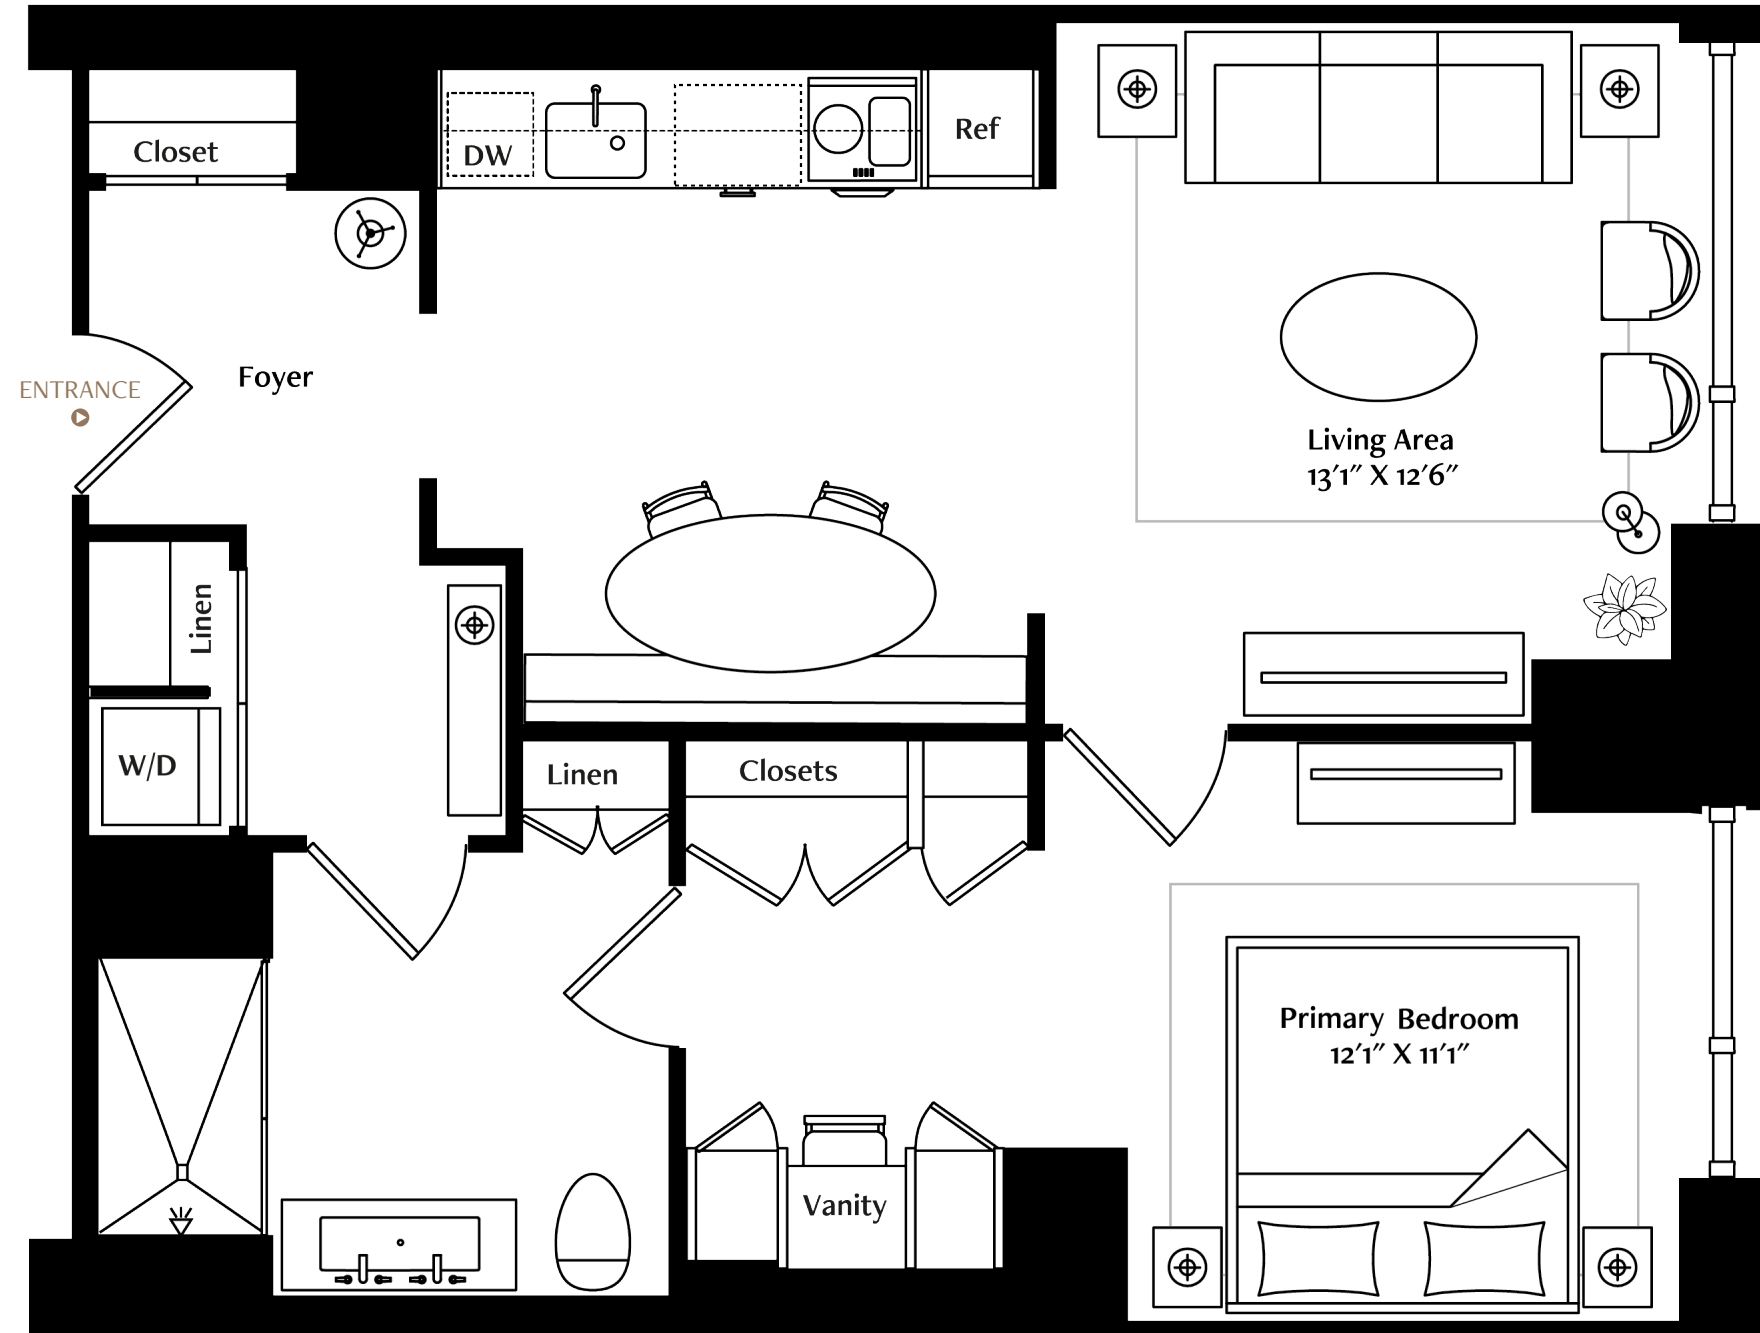 Closet
DW
Ref
ENTRANCE
Foyer
Living Area
13'1" X 12'6"
Linen
W/D
Linen
Closets
Primary Bedroom
12'1" X 11'1"
Vanity